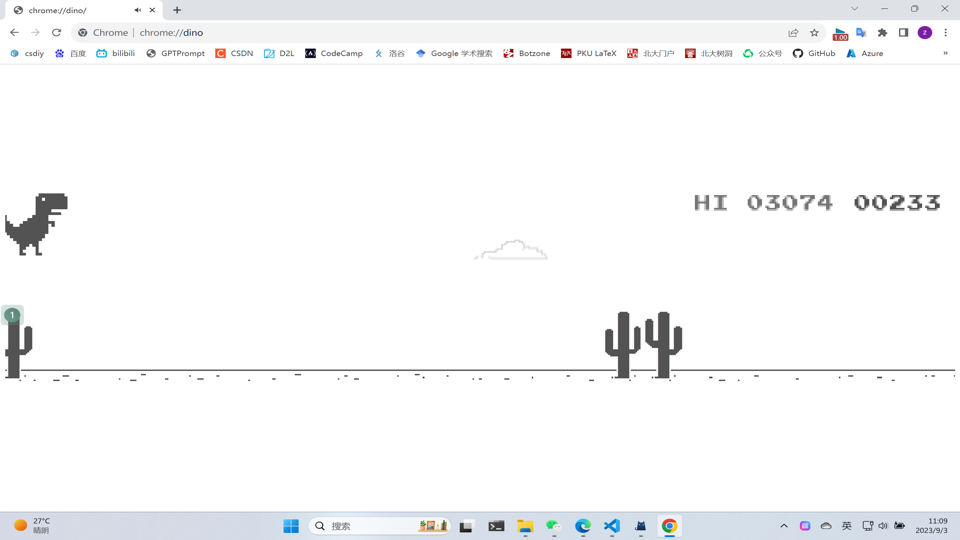 chrome://dino/
Chrome | chrome://dino
1.00
z
csdiy 百度 bilibili GPTPrompt CSDN D2L CodeCamp 洛谷 Google 学术搜索 Botzone PKU LaTeX 北大门户 北大树洞 公众号 GitHub Azure »
HI 03074 00233
1
27°C
晴朗
搜索
英
11:09
2023/9/3